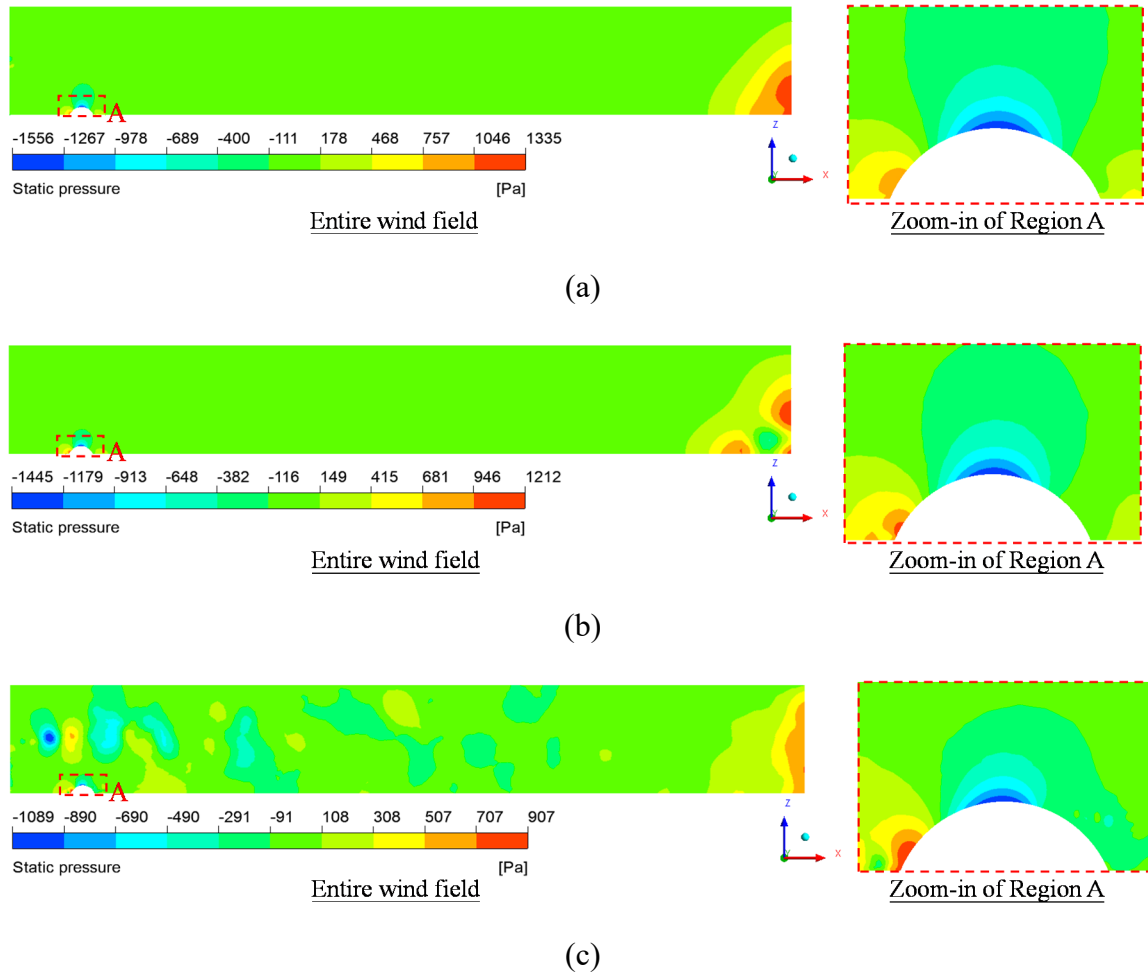 A
-1556 -1267 -978 -689 -400 -111 178 468 757 1046 1335
Static pressure [Pa]
Z
Y
X
Entire wind field
Zoom-in of Region A
(a)
A
-1445 -1179 -913 -648 -382 -116 149 415 681 946 1212
Static pressure [Pa]
Z
Y
X
Entire wind field
Zoom-in of Region A
(b)
A
-1089 -890 -690 -490 -291 -91 108 308 507 707 907
Static pressure [Pa]
Z
Y
X
Entire wind field
Zoom-in of Region A
(c)